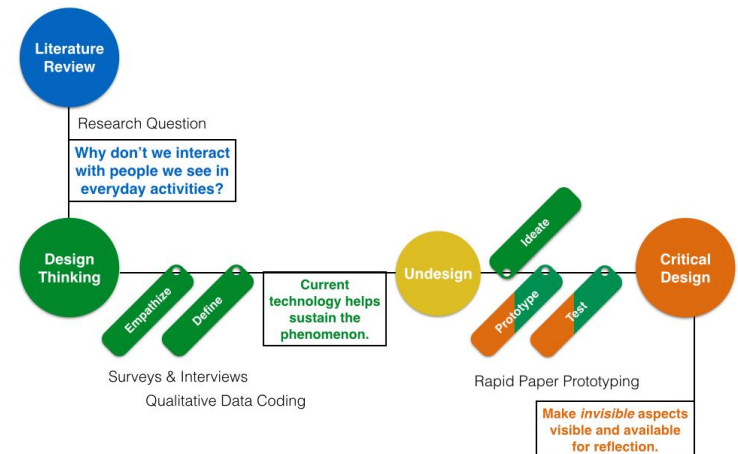 Literature
Review
Research Question
Why don't we interact
with people we see in
everyday activities?
Design
Thinking
Empathize
Define
Current
technology helps
sustain the
phenomenon.
Surveys & Interviews
Qualitative Data Coding
Undesign
Ideate
Prototype
Test
Rapid Paper Prototyping
Critical
Design
Make invisible aspects
visible and available
for reflection.